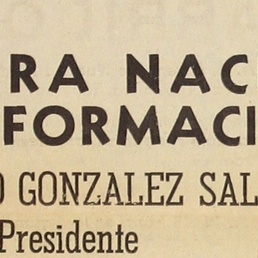 RA NAC
FORMACI
O GONZALEZ SAL
Presidente